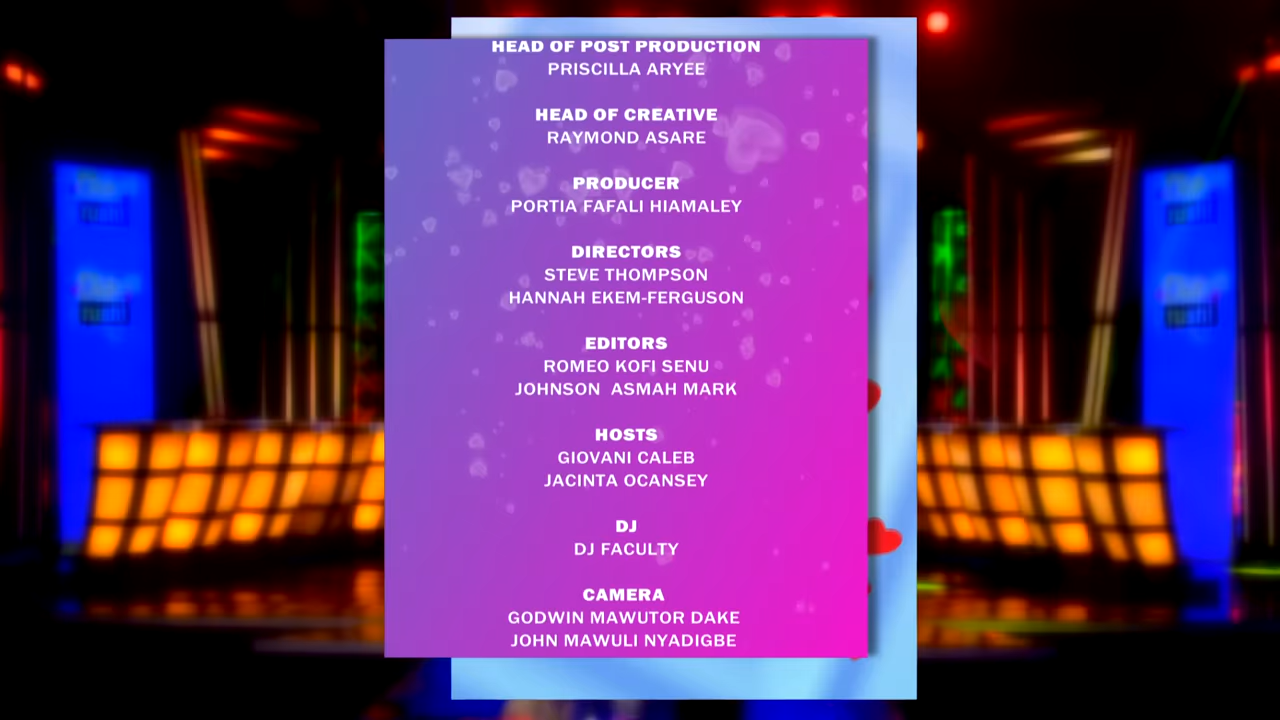 HEAD OF POST PRODUCTION
PRISCILLA ARYEE
HEAD OF CREATIVE
RAYMOND ASARE
PRODUCER
PORTIA FAFALI HIAMALEY
DIRECTORS
STEVE THOMPSON
HANNAH EKEM-FERGUSON
EDITORS
ROMEO KOFI SENU
JOHNSON  ASMAH MARK
HOSTS
GIOVANI CALEB
JACINTA OCANSEY
DJ
DJ FACULTY
CAMERA
GODWIN MAWUTOR DAKE
JOHN MAWULI NYADIGBE